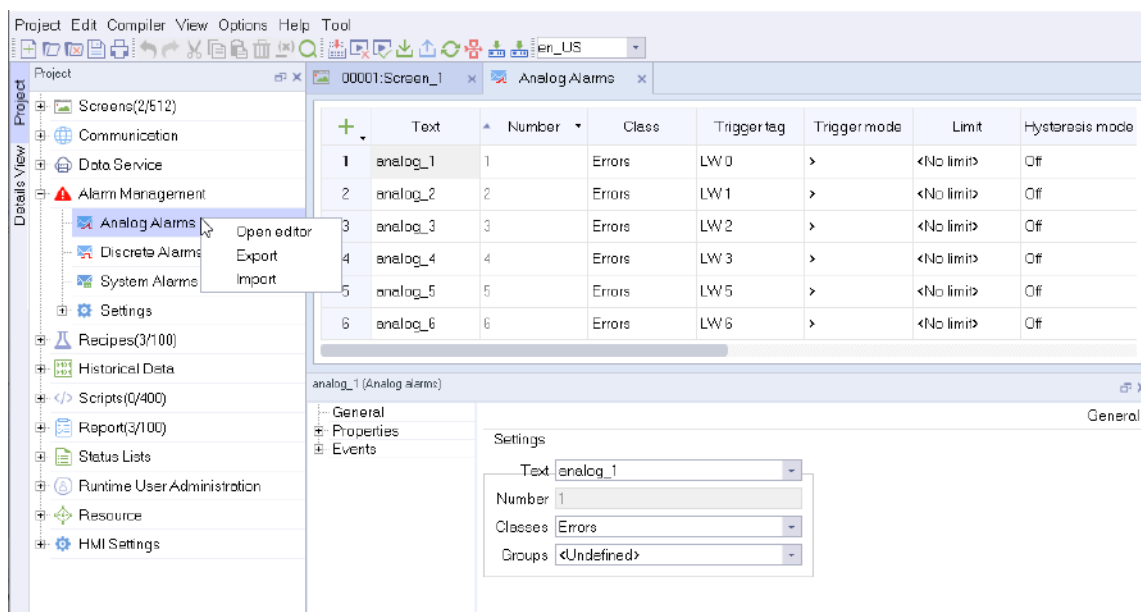 Project Edit Compiler View Options Help Tool
en_US
Project
Details View
Project
Screens(2/512)
Communication
Data Service
Alarm Management
Analog Alarms
Discrete Alarms
System Alarms
Settings
Recipes(3/100)
Historical Data
Scripts(0/400)
Report(3/100)
Status Lists
Runtime User Administration
Resource
HMI Settings
Open editor
Export
Import
00001:Screen_1
Analog Alarms
Text Number Class Trigger tag Trigger mode Limit Hysteresis mode
1 analog_1 1 Errors LW 0 > <No limit> Off
2 analog_2 2 Errors LW 1 > <No limit> Off
3 analog_3 3 Errors LW 2 > <No limit> Off
4 analog_4 4 Errors LW 3 > <No limit> Off
5 analog_5 5 Errors LW 5 > <No limit> Off
6 analog_6 6 Errors LW 6 > <No limit> Off
analog_1 (Analog alarms)
General
Properties
Events
General
Settings
Text analog_1
Number 1
Classes Errors
Groups <Undefined>